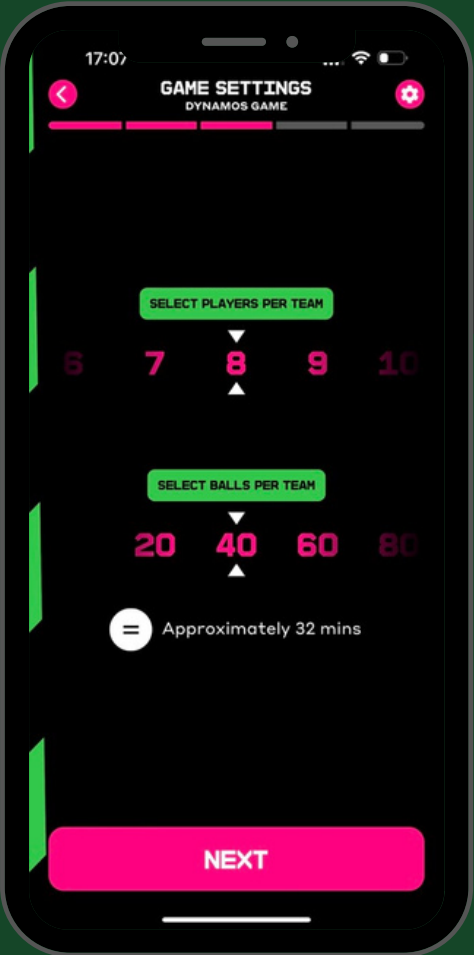 17:07
GAME SETTINGS
DYNAMOS GAME
SELECT PLAYERS PER TEAM
6 7 8 9 10
SELECT BALLS PER TEAM
20 40 60 80
= Approximately 32 mins
NEXT